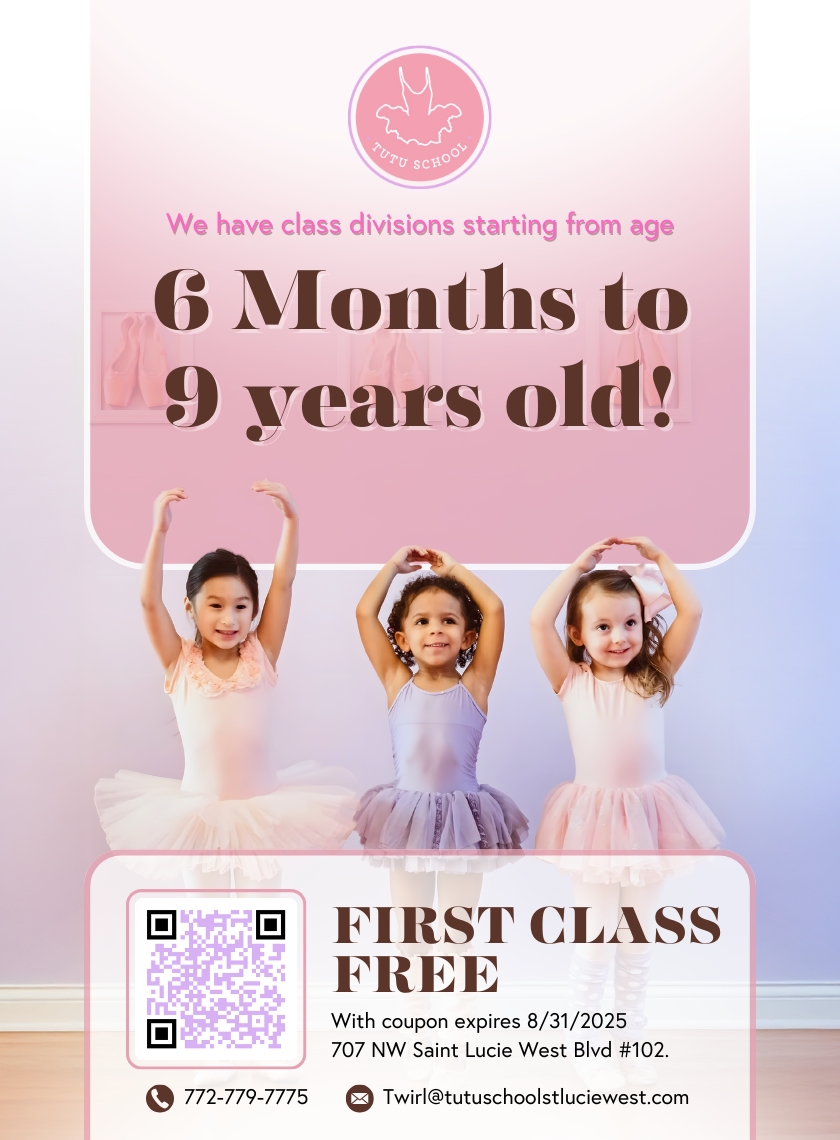 TUTU SCHOOL
We have class divisions starting from age
6 Months to
9 years old!
FIRST CLASS
FREE
With coupon expires 8/31/2025
707 NW Saint Lucie West Blvd #102.
772-779-7775
Twirl@tutuschoolstluciewest.com